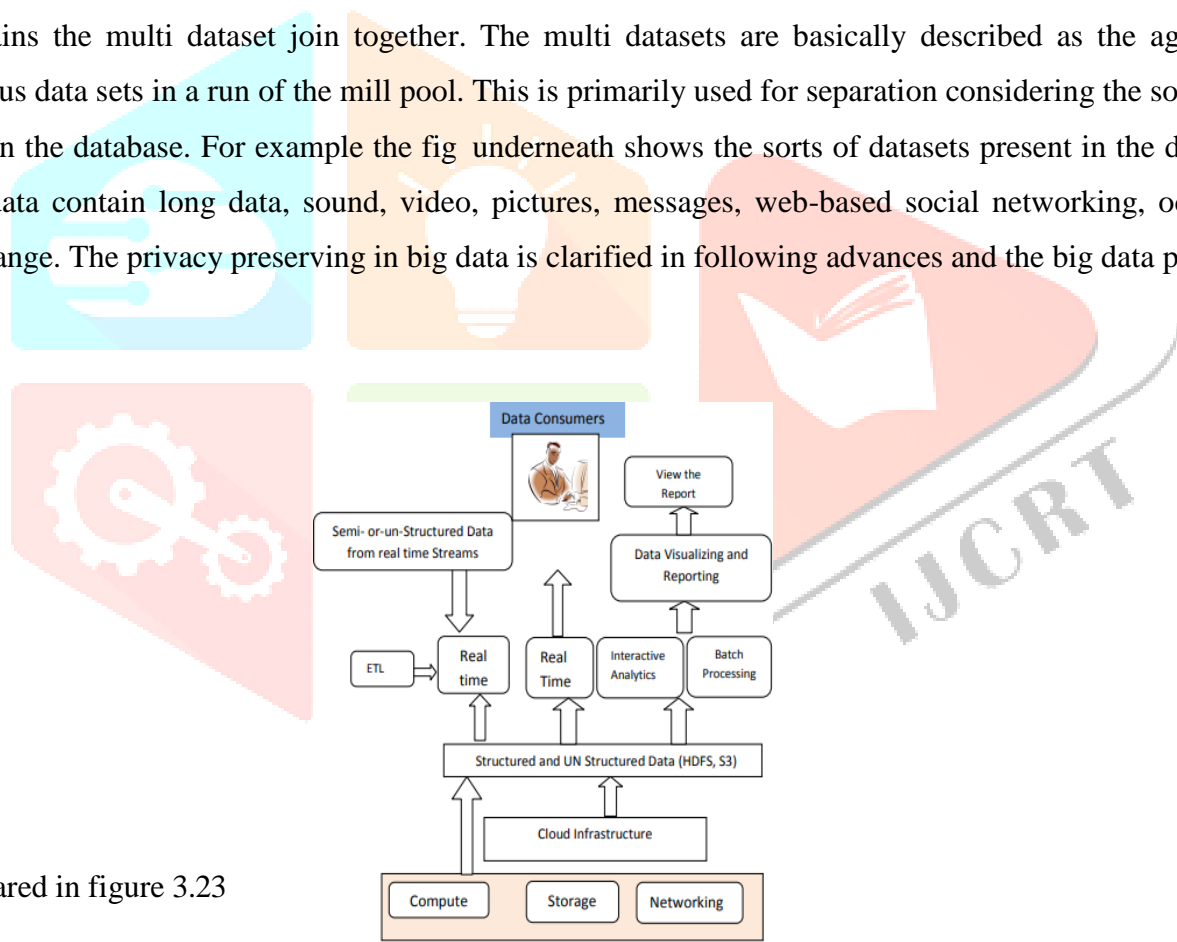 ins the multi dataset join together. The multi datasets are basically described as the ag
us data sets in a run of the mill pool. This is primarily used for separation considering the so
n the database. For example the fig underneath shows the sorts of datasets present in the d
ata contain long data, sound, video, pictures, messages, web-based social networking, o
ange. The privacy preserving in big data is clarified in following advances and the big data p
Data Consumers
View the
Report
Semi- or-un-Structured Data
from real time Streams
Data Visualizing and
Reporting
IJCRT
ETL
Real
time
Real
Time
Interactive
Analytics
Batch
Processing
Structured and UN Structured Data (HDFS, S3)
Cloud Infrastructure
ared in figure 3.23
Compute
Storage
Networking